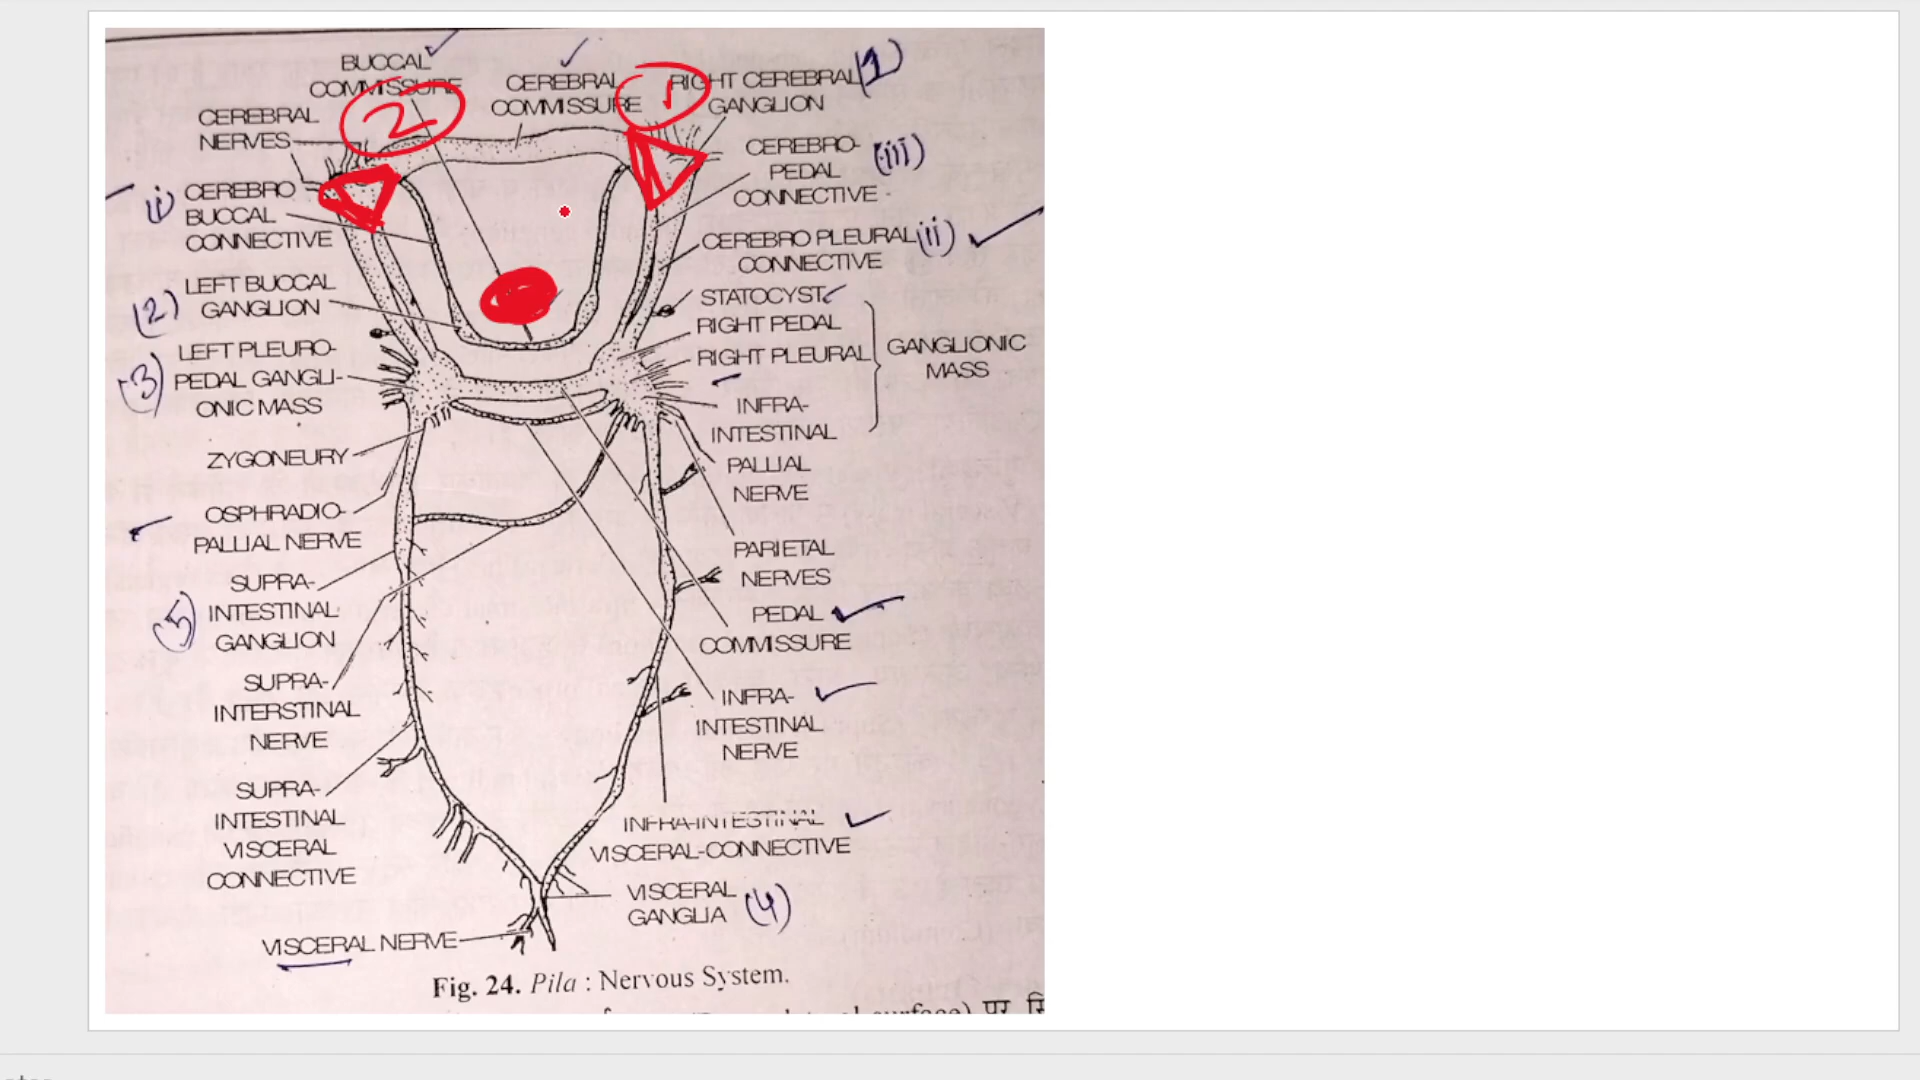 BUCCAL
COMMISSURE
CEREBRAL
COMMISSURE
RIGHT CEREBRAL (1)
GANGLION
2
1
CEREBRAL
NERVES
CEREBRO-
PEDAL (iii)
CONNECTIVE
(i) CEREBRO
BUCCAL
CONNECTIVE
CEREBRO PLEURAL (ii)
CONNECTIVE
(2) LEFT BUCCAL
GANGLION
STATOCYST
RIGHT PEDAL
RIGHT PLEURAL
GANGLIONIC
MASS
(3) LEFT PLEURO-
PEDAL GANGLI-
ONIC MASS
INFRA-
INTESTINAL
ZYGONEURY
PALLIAL
NERVE
OSPHRADIO-
PALLIAL NERVE
PARIETAL
NERVES
(5) SUPRA-
INTESTINAL
GANGLION
PEDAL
COMMISSURE
SUPRA-
INTERSTINAL
NERVE
INFRA-
INTESTINAL
NERVE
SUPRA-
INTESTINAL
VISCERAL
CONNECTIVE
INFRA-INTESTINAL
VISCERAL-CONNECTIVE
VISCERAL
GANGLIA (4)
VISCERAL NERVE
Fig. 24. Pila : Nervous System.
surface) पर